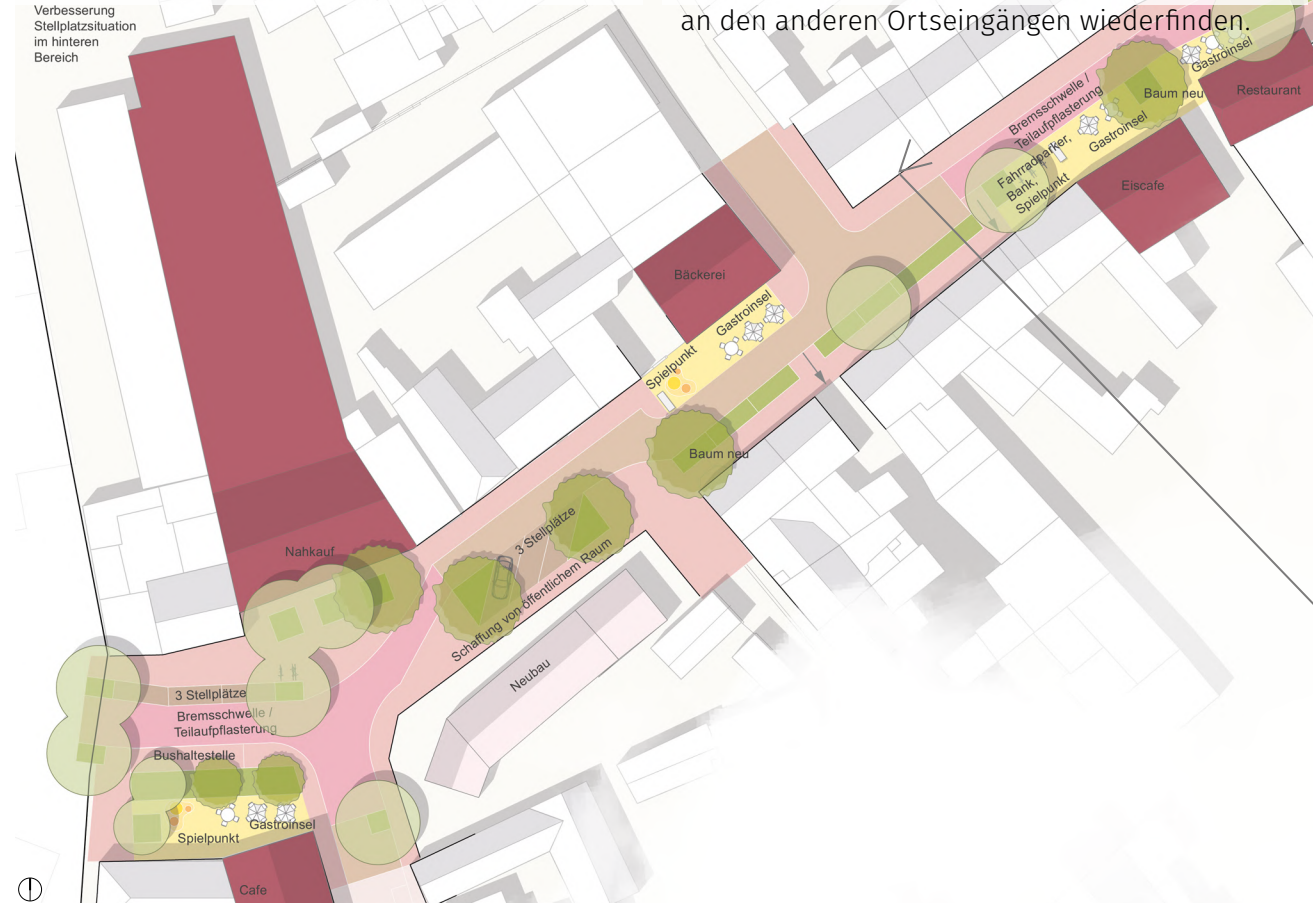 Verbesserung
Stellplatzsituation
im hinteren
Bereich
an den anderen Ortseingängen wiederfinden.
Gastroinsel
Restaurant
Baum neu
Bremsschwelle /
Teilaufpflasterung
Gastroinsel
Fahrradparker,
Bank,
Spielpunkt
Eiscafe
Bäckerei
Gastroinsel
Spielpunkt
Baum neu
3 Stellplätze
Schaffung von öffentlichem Raum
Nahkauf
Neubau
3 Stellplätze
Bremsschwelle /
Teilaufpflasterung
Bushaltestelle
Spielpunkt
Gastroinsel
Cafe